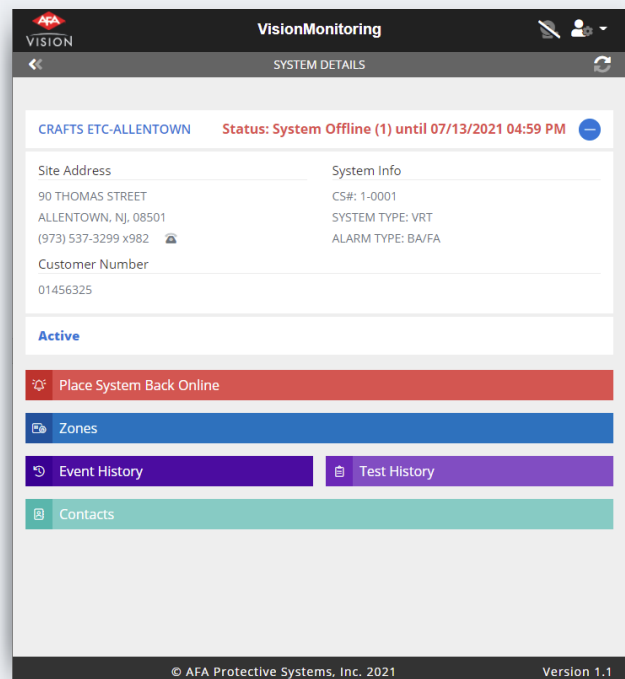 AFA
VISION
VisionMonitoring
SYSTEM DETAILS
CRAFTS ETC-ALLENTOWN
Status: System Offline (1) until 07/13/2021 04:59 PM
Site Address
90 THOMAS STREET
ALLENTOWN, NJ, 08501
(973) 537-3299 x982
System Info
CS#: 1-0001
SYSTEM TYPE: VRT
ALARM TYPE: BA/FA
Customer Number
01456325
Active
Place System Back Online
Zones
Event History
Test History
Contacts
© AFA Protective Systems, Inc. 2021
Version 1.1